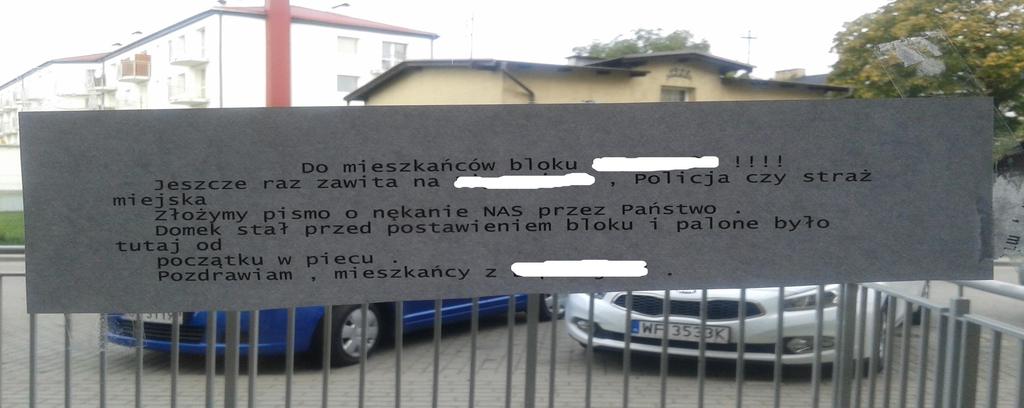 Do mieszkańców bloku !!!!
Jeszcze raz zawita na , Policja czy straż
miejska
Złożymy pismo o nękanie NAS przez Państwo .
Domek stał przed postawieniem bloku i palone było
tutaj od
początku w piecu .
Pozdrawiam , mieszkańcy z .
WF 3538K